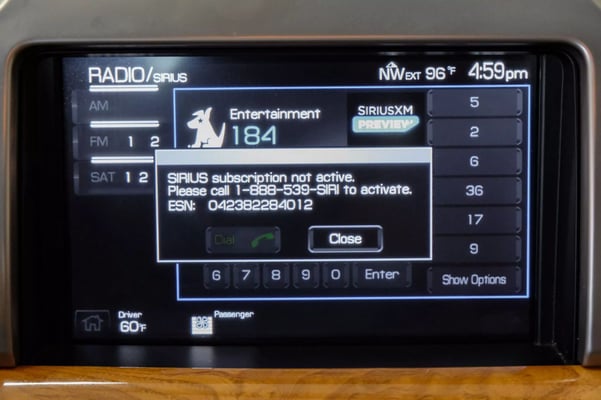 RADIO/SIRIUS
NW EXT 96°F 4:59pm
AM
FM 1 2
SAT 1 2
Entertainment
184
SIRIUSXM
PREVIEW
5
2
6
36
17
9
SIRIUS subscription not active.
Please call 1-888-539-SIRI to activate.
ESN: 042382284012
Dial
Close
6 7 8 9 0 Enter
Show Options
Driver
60°F
Passenger